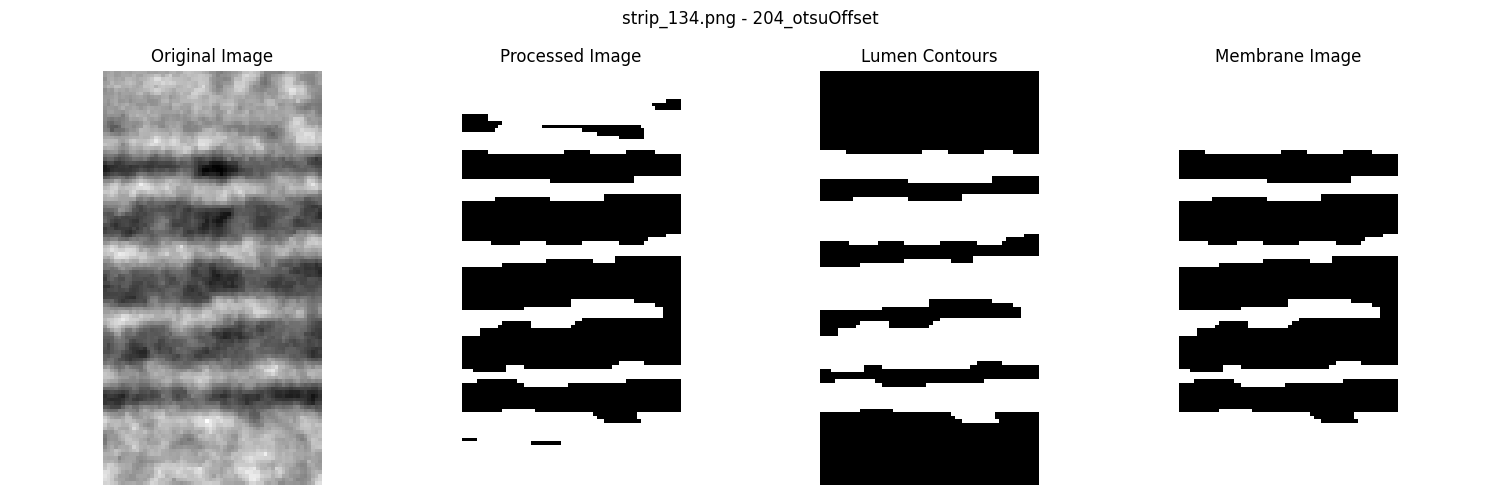 strip_134.png - 204_otsuOffset
Original Image
Processed Image
Lumen Contours
Membrane Image